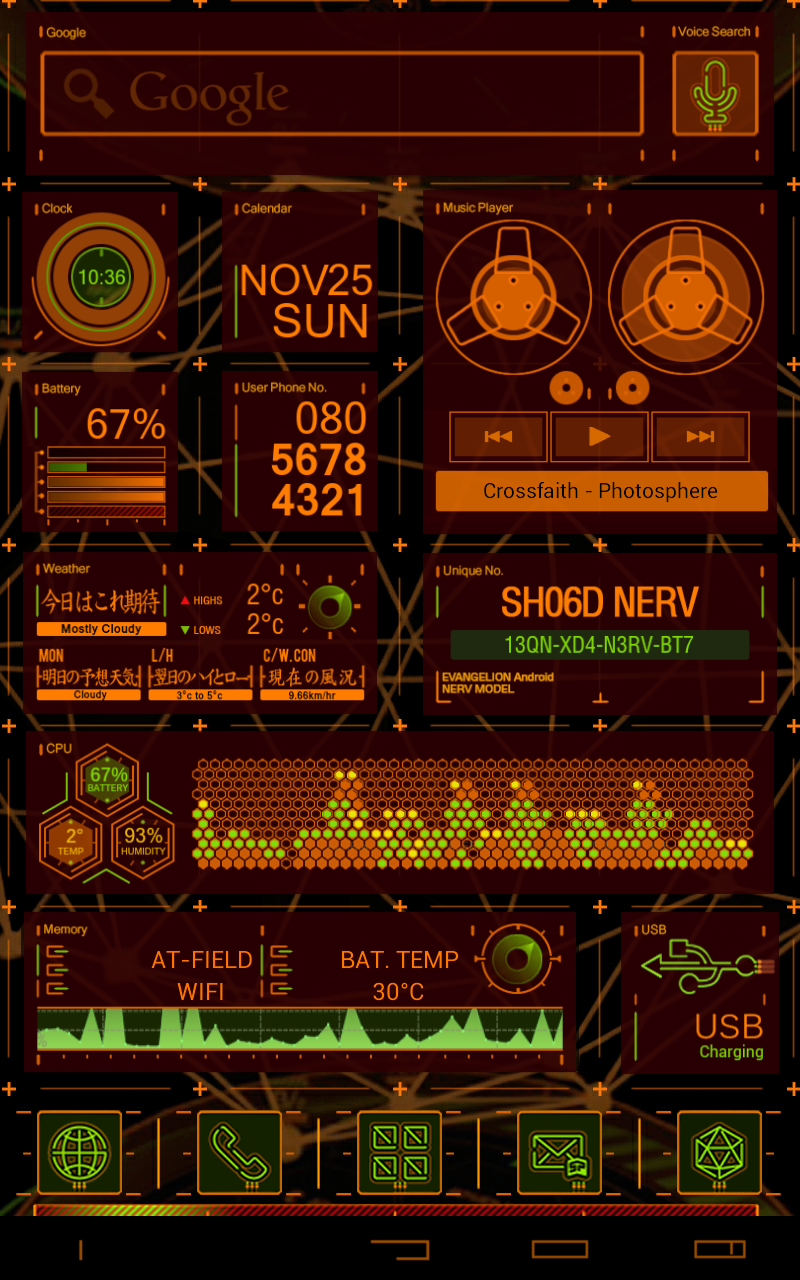 Google
Voice Search
Google
Clock
10:36
Calendar
NOV25
SUN
Music Player
Crossfaith - Photosphere
Battery
67%
User Phone No.
080
5678
4321
Weather
今日はこれ期待
Mostly Cloudy
HIGHS
2°C
LOWS
2°C
MON
明日の予想天気
Cloudy
L/H
翌日のハイとロー
3°c to 5°c
C/W.CON
現在の風況
9.66km/hr
Unique No.
SH06D NERV
13QN-XD4-N3RV-BT7
EVANGELION Android
NERV MODEL
CPU
67%
BATTERY
2°
TEMP
93%
HUMIDITY
Memory
AT-FIELD
WIFI
BAT. TEMP
30°C
USB
USB
Charging